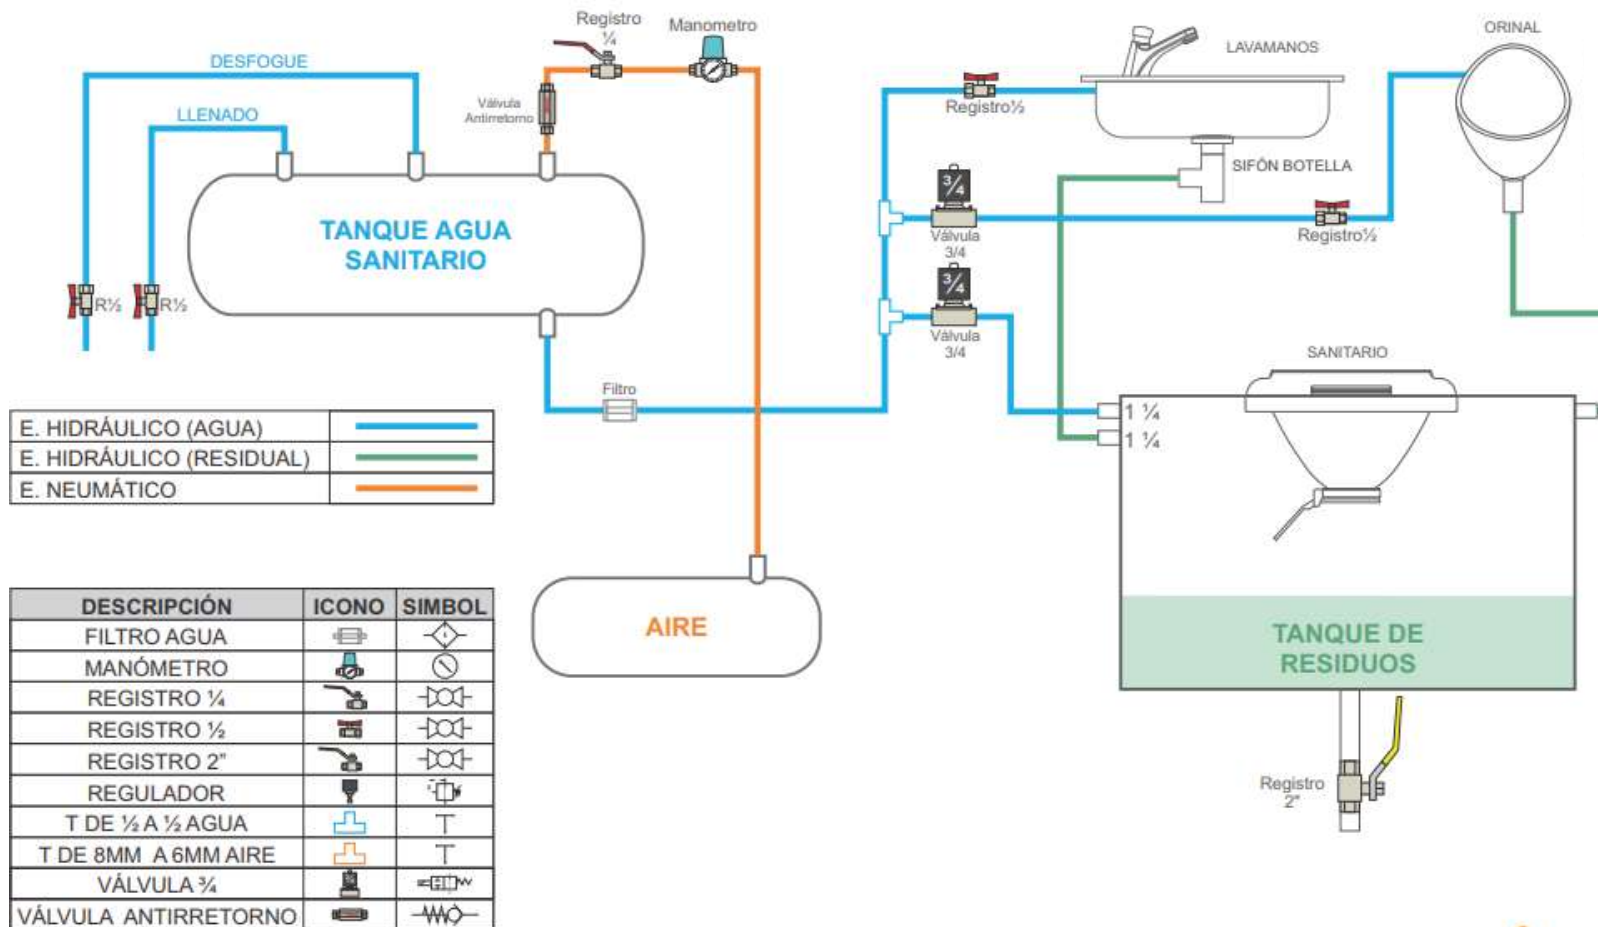 Registro
¼
Manometro
DESFOGUE
LLENADO
Válvula
Antirretorno
TANQUE AGUA
SANITARIO
R½
R½
Filtro
Registro½
LAVAMANOS
ORINAL
SIFÓN BOTELLA
3/4
Válvula
3/4
Registro½
3/4
Válvula
3/4
SANITARIO
1 ¼
1 ¼
TANQUE DE
RESIDUOS
Registro
2"
AIRE
E. HIDRÁULICO (AGUA)
E. HIDRÁULICO (RESIDUAL)
E. NEUMÁTICO
DESCRIPCIÓN ICONO SIMBOL
FILTRO AGUA
MANÓMETRO
REGISTRO ¼
REGISTRO ½
REGISTRO 2"
REGULADOR
T DE ½ A ½ AGUA
T DE 8MM A 6MM AIRE
VÁLVULA ¾
VÁLVULA ANTIRRETORNO